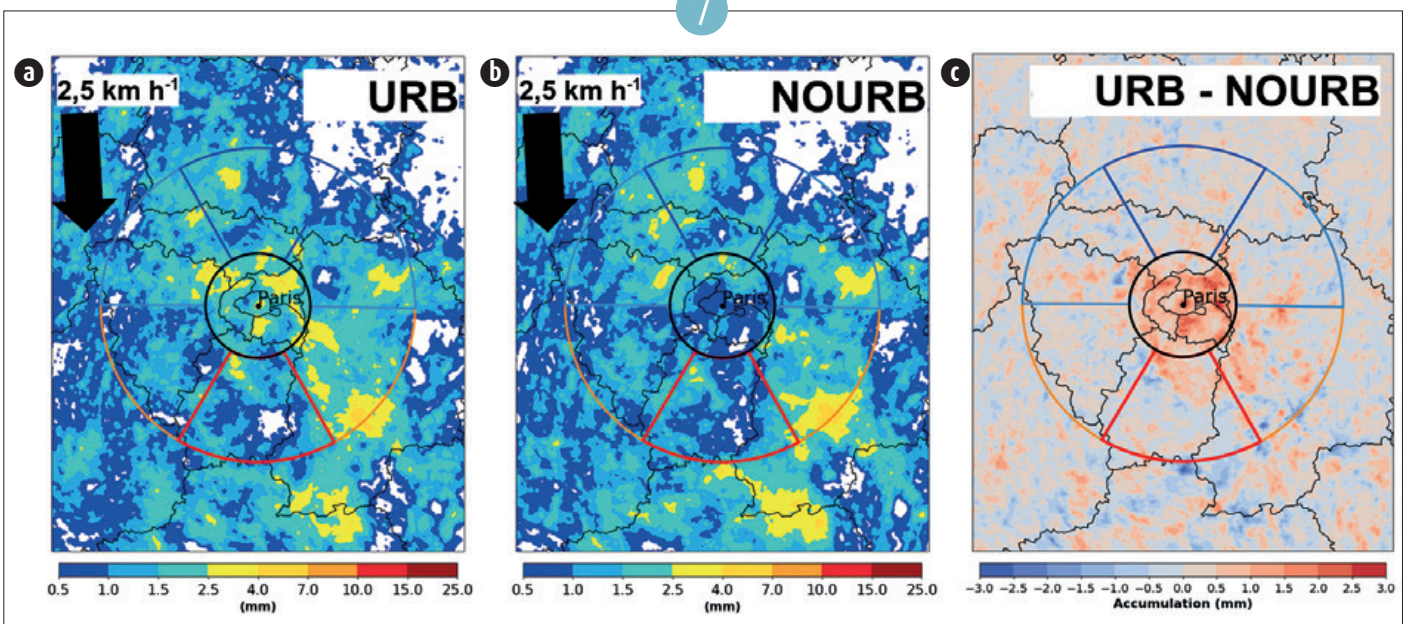 7
a
2,5 km h-1
URB
Paris
0.5 1.0 1.5 2.5 4.0 7.0 10.0 15.0 25.0
(mm)
b
2,5 km h-1
NOURB
Paris
0.5 1.0 1.5 2.5 4.0 7.0 10.0 15.0 25.0
(mm)
c
URB - NOURB
Paris
−3.0 −2.5 −2.0 −1.5 −1.0 −0.5 0.0 0.5 1.0 1.5 2.0 2.5 3.0
Accumulation (mm)